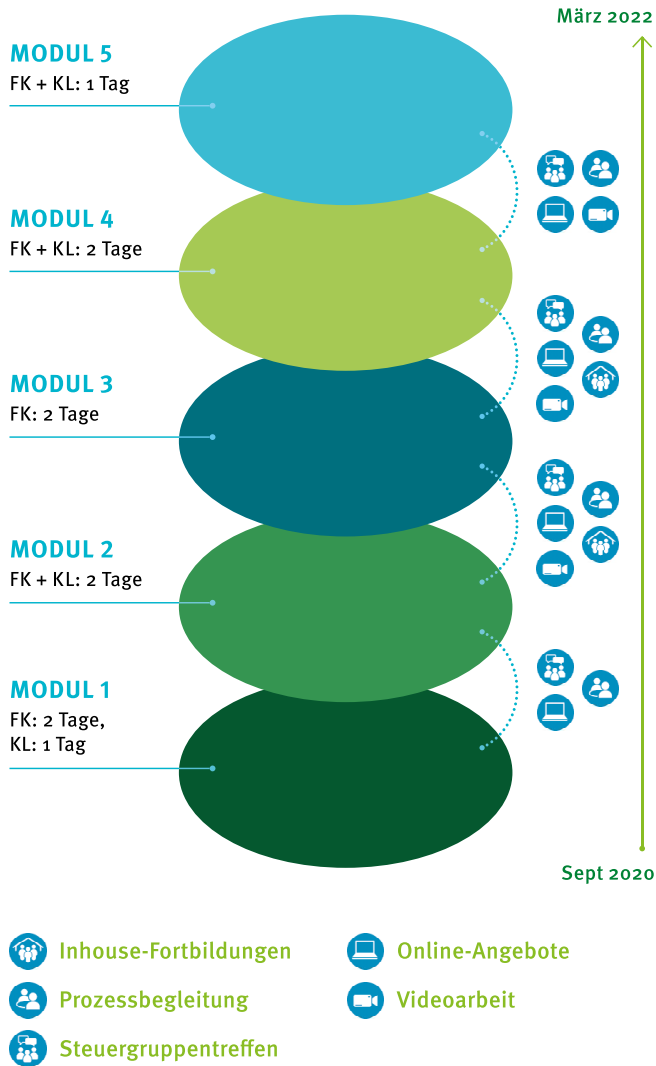 März 2022
MODUL 5
FK + KL: 1 Tag
MODUL 4
FK + KL: 2 Tage
MODUL 3
FK: 2 Tage
MODUL 2
FK + KL: 2 Tage
MODUL 1
FK: 2 Tage,
KL: 1 Tag
Sept 2020
Inhouse-Fortbildungen
Prozessbegleitung
Steuergruppentreffen
Online-Angebote
Videoarbeit